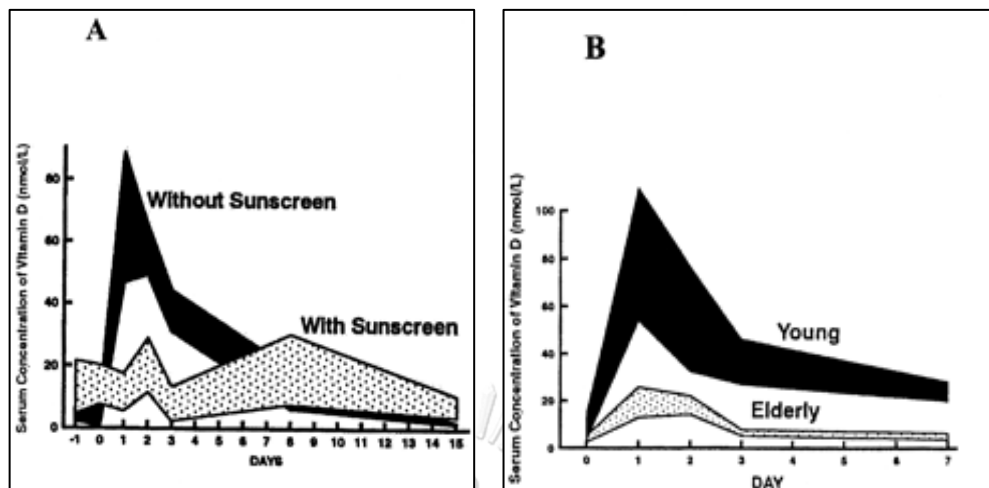 A
Serum Concentration of Vitamin D (nmol/L)
80
60
40
20
0
Without Sunscreen
With Sunscreen
-1 0 1 2 3 4 5 6 7 8 9 10 11 12 13 14 15
DAYS
B
Serum Concentration of Vitamin D (nmol/L)
100
80
60
40
20
0
Young
Elderly
0 1 2 3 4 5 6 7
DAY